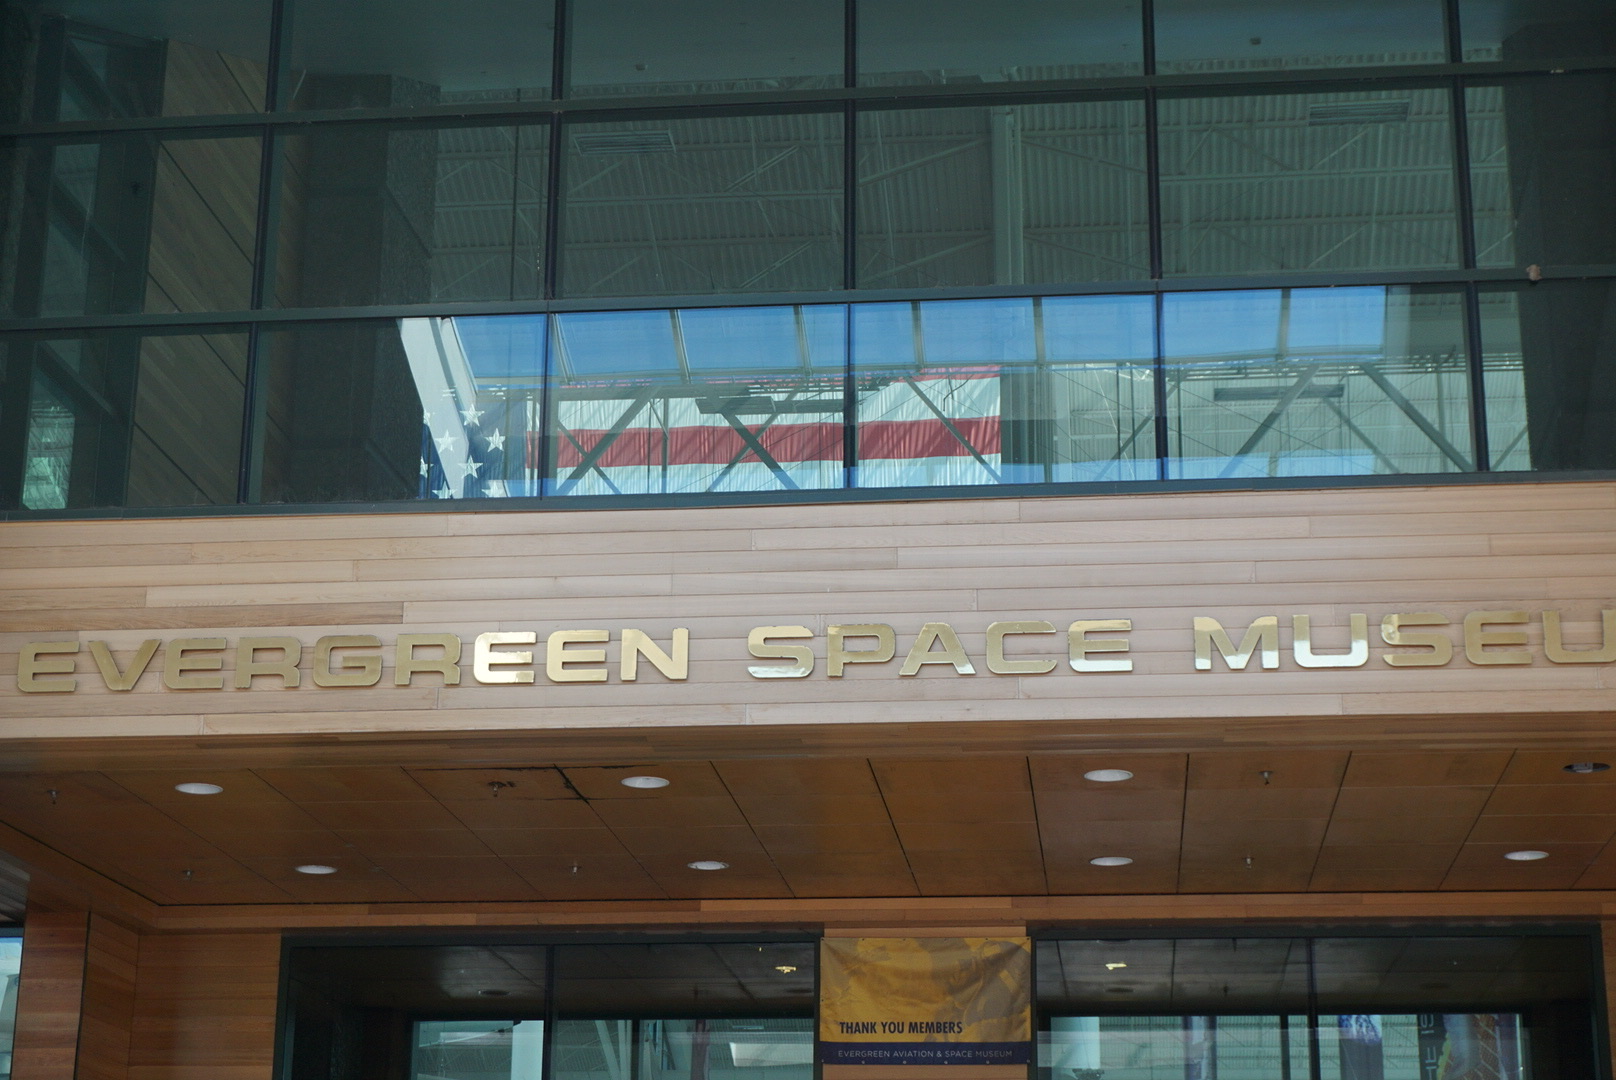 EVERGREEN SPACE MUSEU
THANK YOU MEMBERS
EVERGREEN AVIATION & SPACE MUSEUM